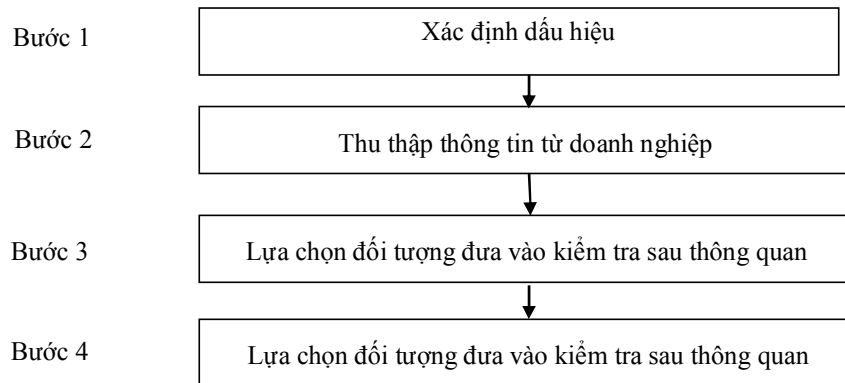 Bước 1
Xác định dấu hiệu
Bước 2
Thu thập thông tin từ doanh nghiệp
Bước 3
Lựa chọn đối tượng đưa vào kiểm tra sau thông quan
Bước 4
Lựa chọn đối tượng đưa vào kiểm tra sau thông quan